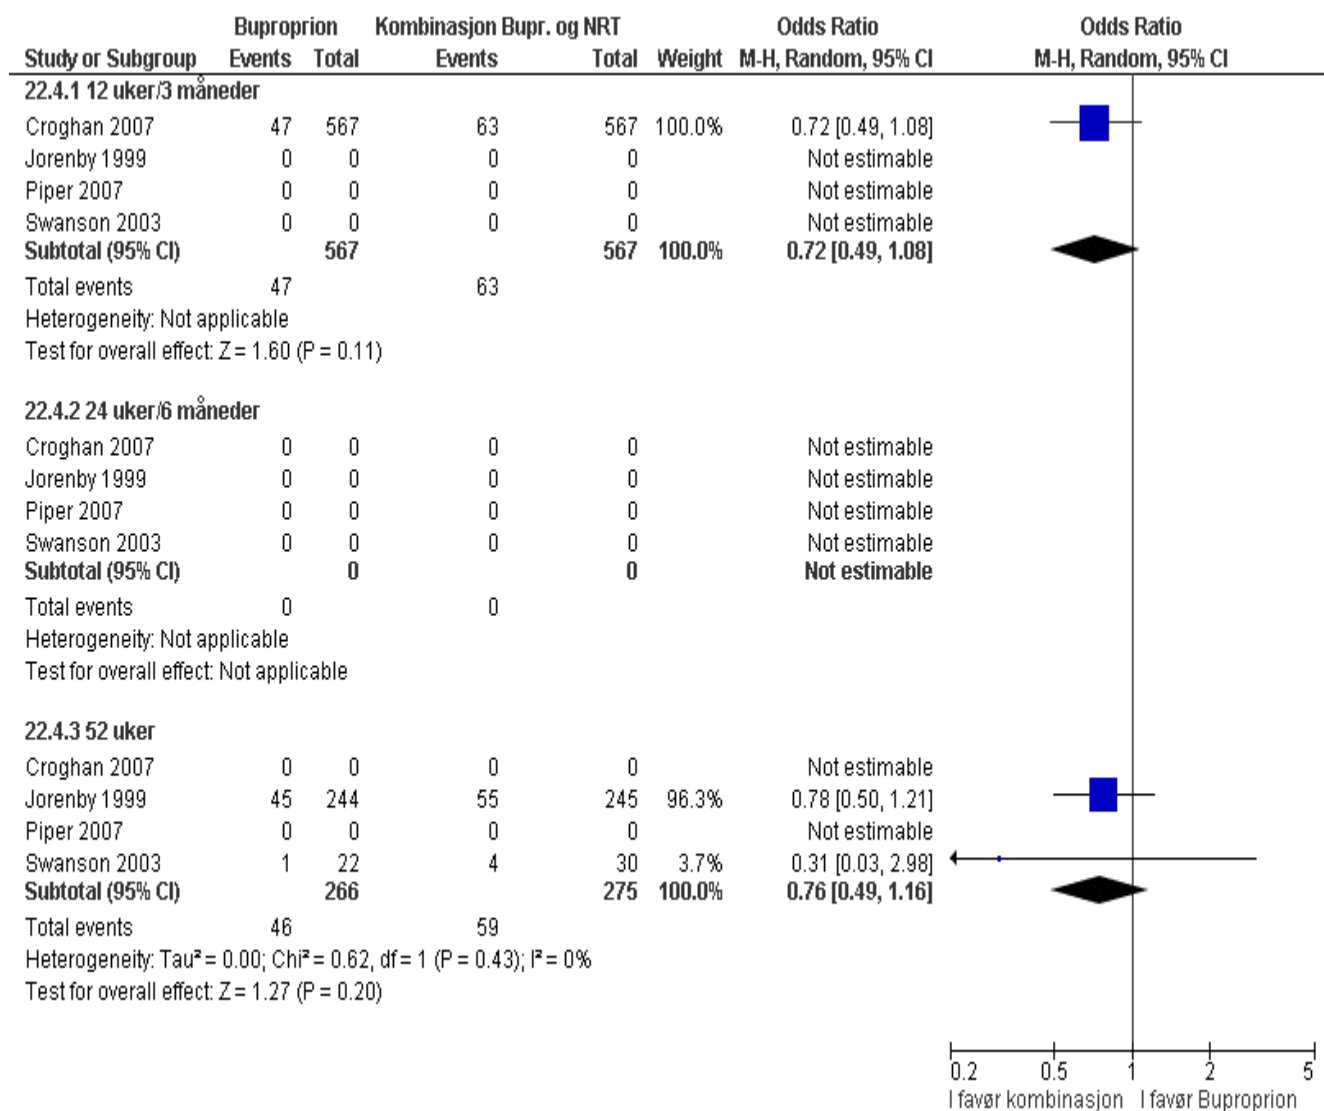 Buproprion Kombinasjon Bupr. og NRT Odds Ratio Odds Ratio
Study or Subgroup Events Total Events Total Weight M-H, Random, 95% CI M-H, Random, 95% CI
22.4.1 12 uker/3 måneder
Croghan 2007 47 567 63 567 100.0% 0.72 [0.49, 1.08]
Jorenby 1999 0 0 0 0 Not estimable
Piper 2007 0 0 0 0 Not estimable
Swanson 2003 0 0 0 0 Not estimable
Subtotal (95% CI) 567 567 100.0% 0.72 [0.49, 1.08]
Total events 47 63
Heterogeneity: Not applicable
Test for overall effect: Z = 1.60 (P = 0.11)
22.4.2 24 uker/6 måneder
Croghan 2007 0 0 0 0 Not estimable
Jorenby 1999 0 0 0 0 Not estimable
Piper 2007 0 0 0 0 Not estimable
Swanson 2003 0 0 0 0 Not estimable
Subtotal (95% CI) 0 0 Not estimable
Total events 0 0
Heterogeneity: Not applicable
Test for overall effect: Not applicable
22.4.3 52 uker
Croghan 2007 0 0 0 0 Not estimable
Jorenby 1999 45 244 55 245 96.3% 0.78 [0.50, 1.21]
Piper 2007 0 0 0 0 Not estimable
Swanson 2003 1 22 4 30 3.7% 0.31 [0.03, 2.98]
Subtotal (95% CI) 266 275 100.0% 0.76 [0.49, 1.16]
Total events 46 59
Heterogeneity: Tau² = 0.00; Chi² = 0.62, df = 1 (P = 0.43); I² = 0%
Test for overall effect: Z = 1.27 (P = 0.20)
0.2 0.5 1 2 5
I favør kombinasjon I favør Buproprion